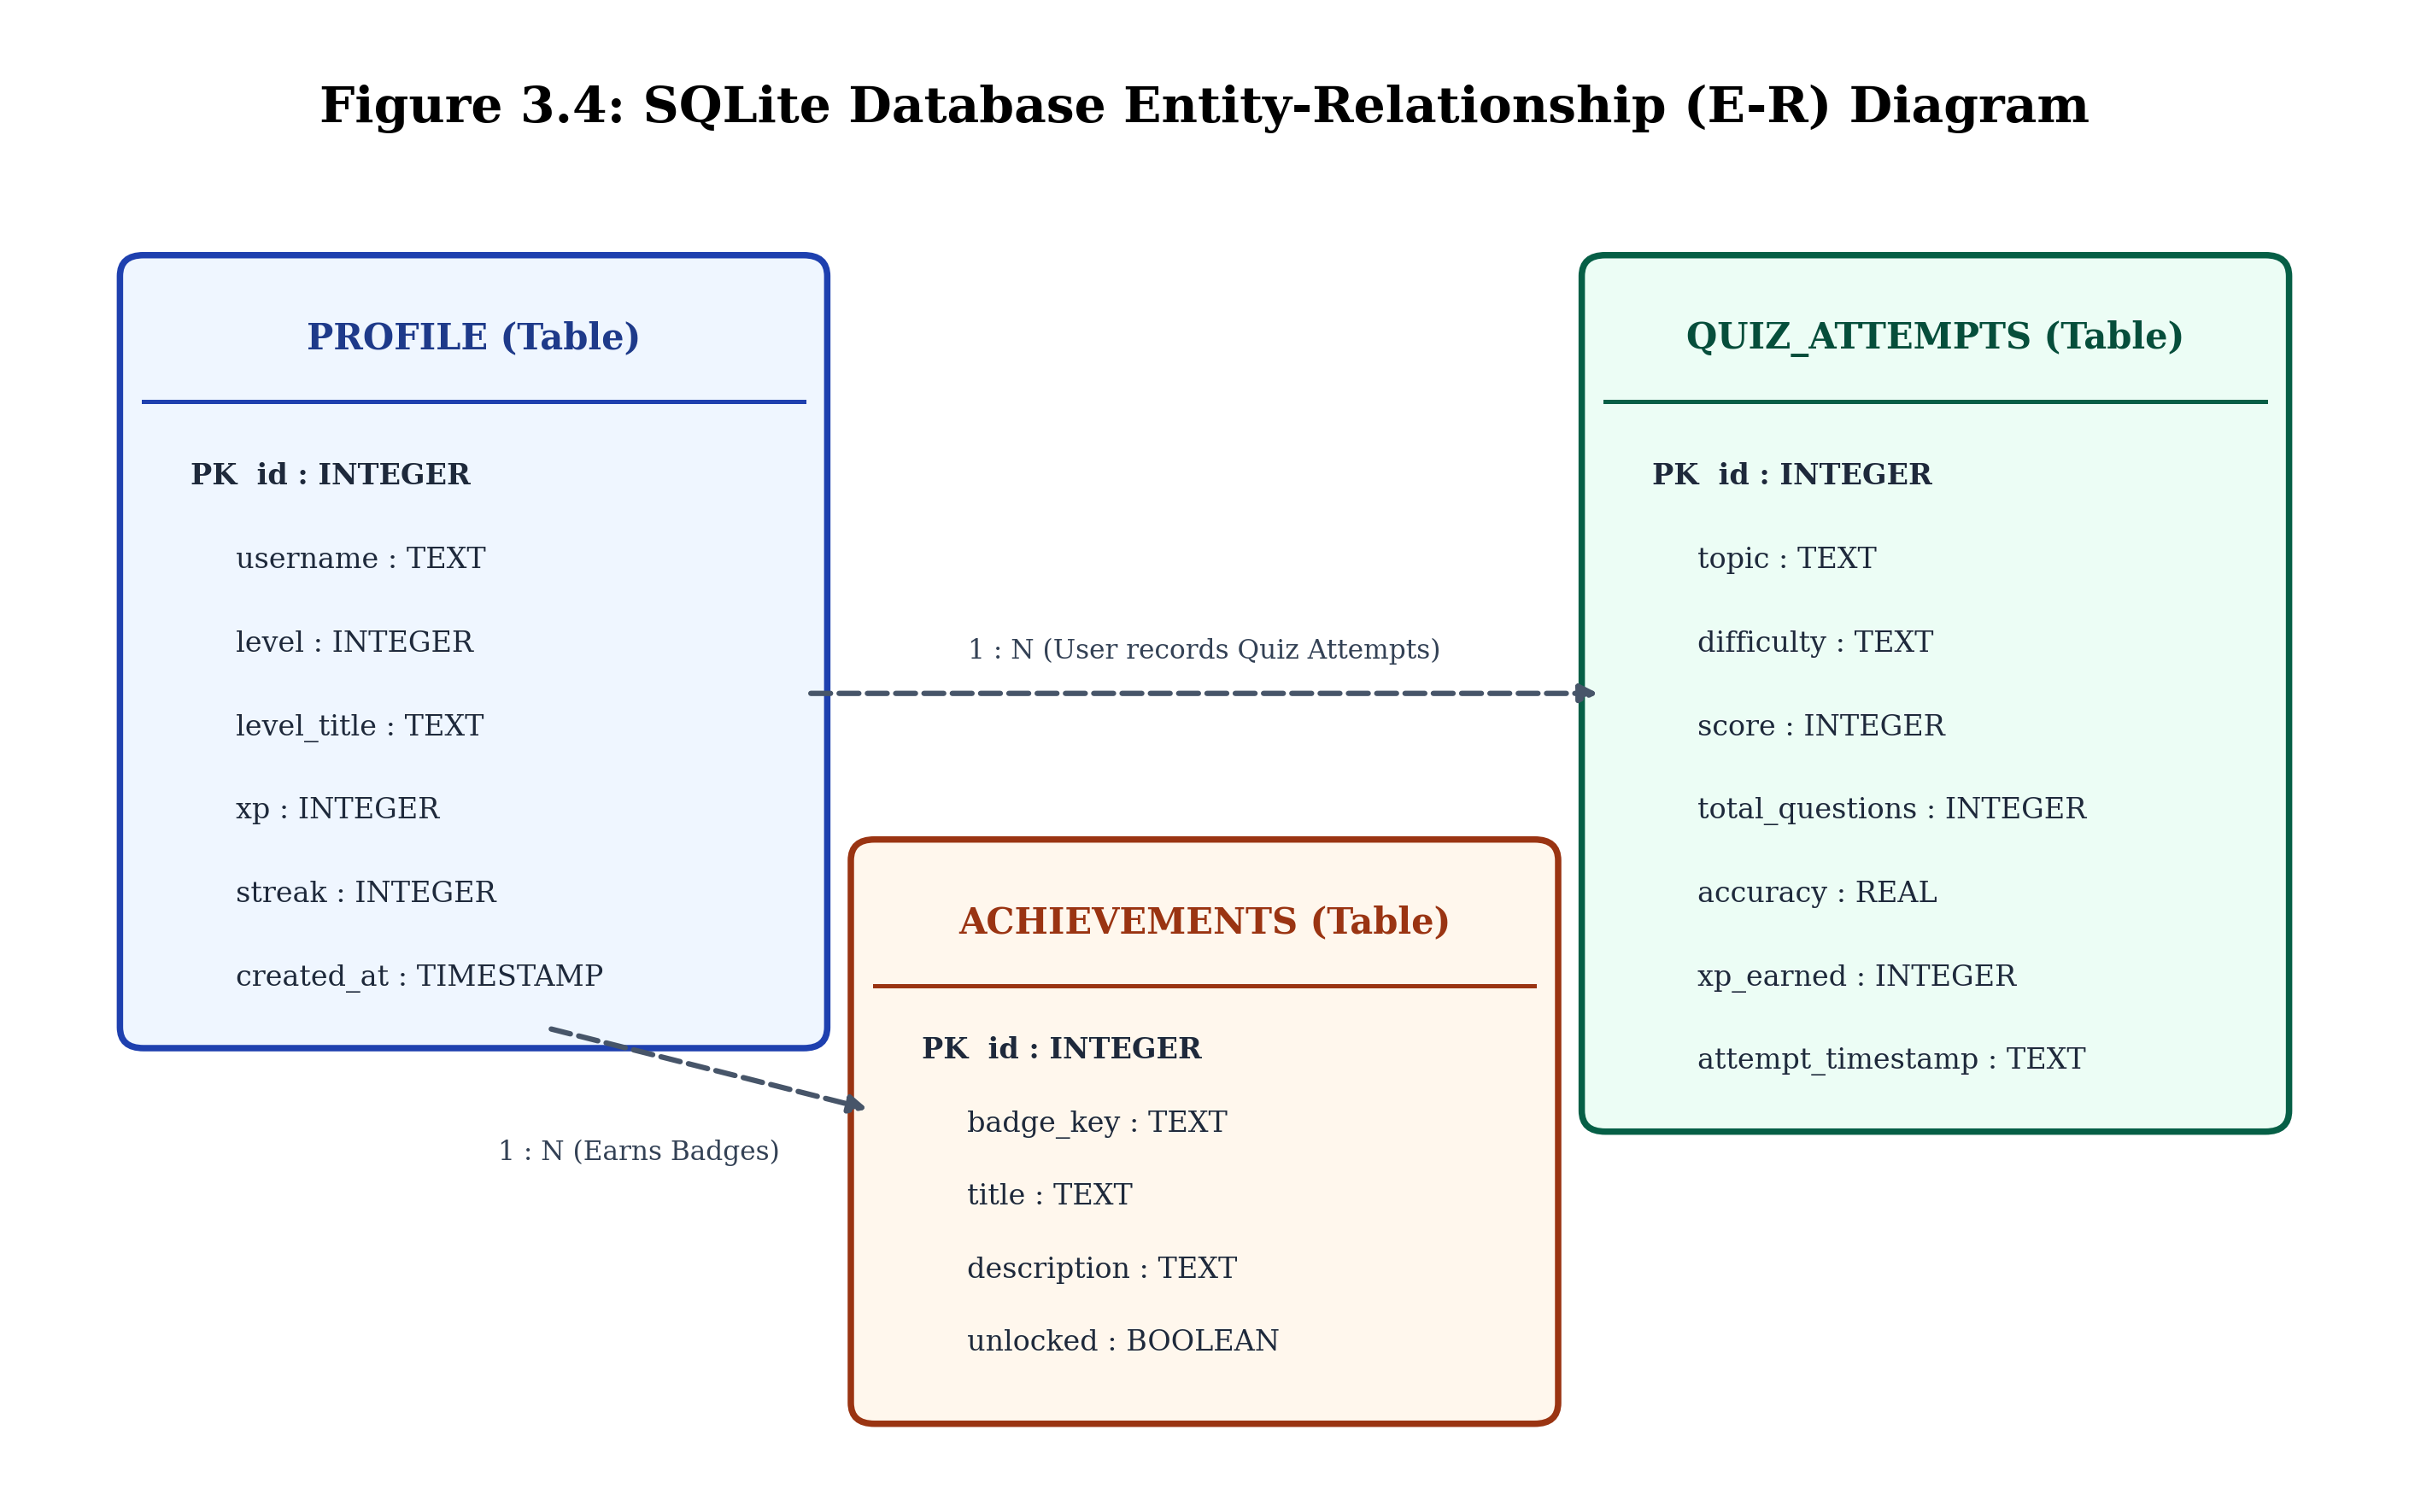 Figure 3.4: SQLite Database Entity-Relationship (E-R) Diagram
PROFILE (Table)
PK id : INTEGER
username : TEXT
level : INTEGER
level_title : TEXT
xp : INTEGER
streak : INTEGER
created_at : TIMESTAMP
1 : N (User records Quiz Attempts)
QUIZ_ATTEMPTS (Table)
PK id : INTEGER
topic : TEXT
difficulty : TEXT
score : INTEGER
total_questions : INTEGER
accuracy : REAL
xp_earned : INTEGER
attempt_timestamp : TEXT
1 : N (Earns Badges)
ACHIEVEMENTS (Table)
PK id : INTEGER
badge_key : TEXT
title : TEXT
description : TEXT
unlocked : BOOLEAN